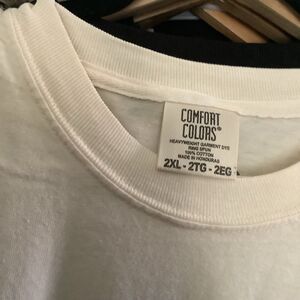 COMFORT
COLORS®
HEAVYWEIGHT GARMENT DYE
RING SPUN
100% COTTON
MADE IN HONDURAS
2XL - 2TG - 2EG